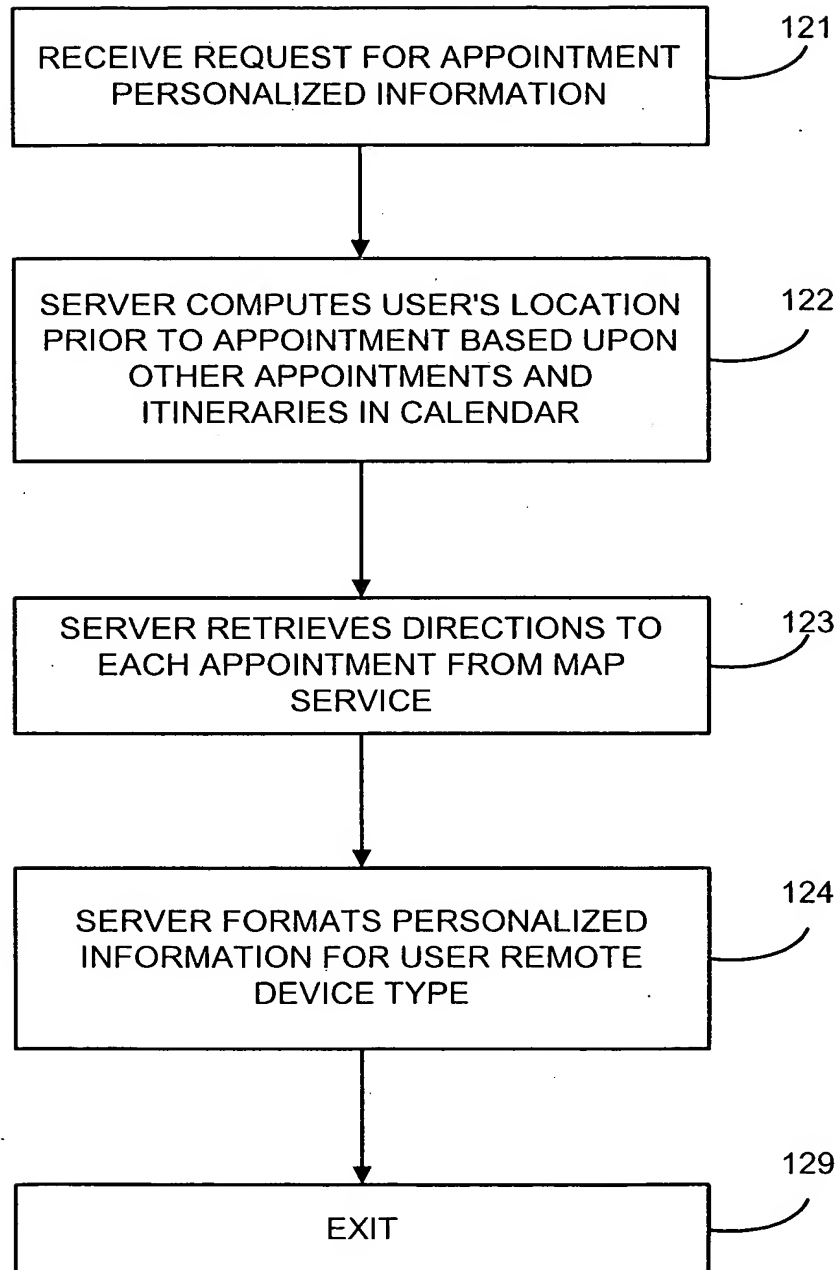 121
RECEIVE REQUEST FOR APPOINTMENT
PERSONALIZED INFORMATION
122
SERVER COMPUTES USER'S LOCATION
PRIOR TO APPOINTMENT BASED UPON
OTHER APPOINTMENTS AND
ITINERARIES IN CALENDAR
123
SERVER RETRIEVES DIRECTIONS TO
EACH APPOINTMENT FROM MAP
SERVICE
124
SERVER FORMATS PERSONALIZED
INFORMATION FOR USER REMOTE
DEVICE TYPE
129
EXIT